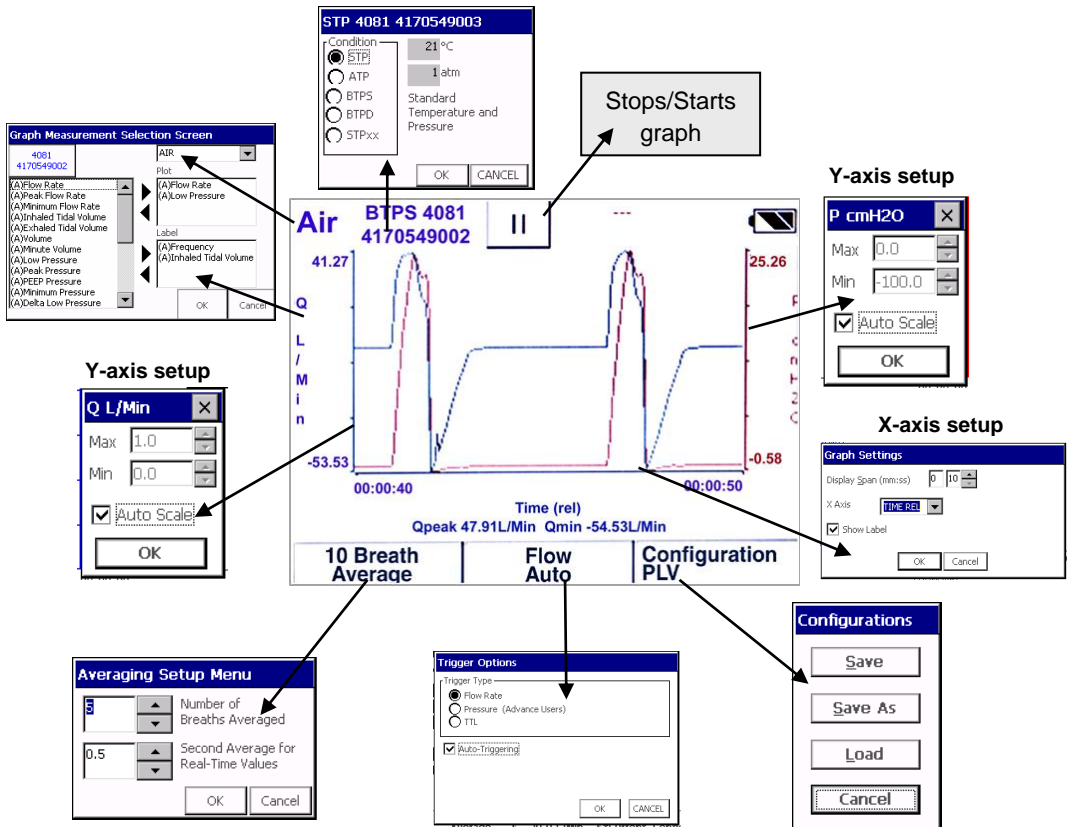 STP 4081 4170549003
Condition
STP
ATP
BTPS
BTPD
STPxx
21 °C
1 atm
Standard
Temperature and
Pressure
OK CANCEL
Stops/Starts
graph
Graph Measurement Selection Screen
4081
4170549002
AIR
Plot
(A)Flow Rate
(A)Peak Flow Rate
(A)Minimum Flow Rate
(A)Inhaled Tidal Volume
(A)Exhaled Tidal Volume
(A)Volume
(A)Minute Volume
(A)Low Pressure
(A)Peak Pressure
(A)PEEP Pressure
(A)Minimum Pressure
(A)Delta Low Pressure
(A)Flow Rate
(A)Low Pressure
Label
(A)Frequency
(A)Inhaled Tidal Volume
OK Cancel
Air
BTPS 4081
4170549002
II
---
41.27
Q L/Min
-53.53
25.26
-0.58
00:00:40 00:00:50
Time (rel)
Qpeak 47.91L/Min Qmin -54.53L/Min
10 Breath
Average
Flow
Auto
Configuration
PLV
Y-axis setup
P cmH2O
Max 0.0
Min -100.0
Auto Scale
OK
Y-axis setup
Q L/Min
Max 1.0
Min 0.0
Auto Scale
OK
X-axis setup
Graph Settings
Display Span (mm:ss) 0 10
X Axis TIME REL
Show Label
OK Cancel
Averaging Setup Menu
5
Number of
Breaths Averaged
0.5
Second Average for
Real-Time Values
OK Cancel
Trigger Options
Trigger Type
Flow Rate
Pressure (Advance Users)
TTL
Auto-Triggering
OK CANCEL
Configurations
Save
Save As
Load
Cancel